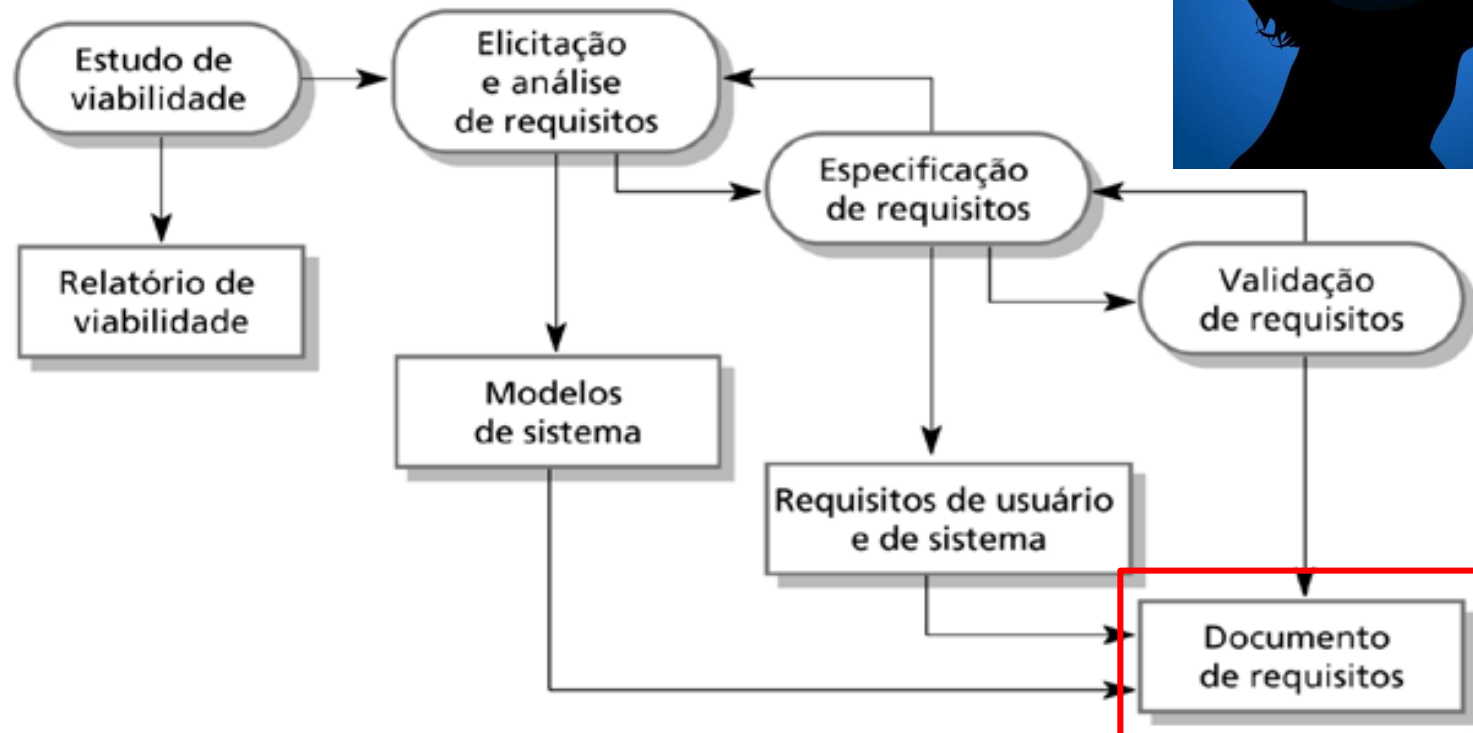 Estudo de
viabilidade
Elicitação
e análise
de requisitos
Especificação
de requisitos
Validação
de requisitos
Relatório de
viabilidade
Modelos
de sistema
Requisitos de usuário
e de sistema
Documento
de requisitos